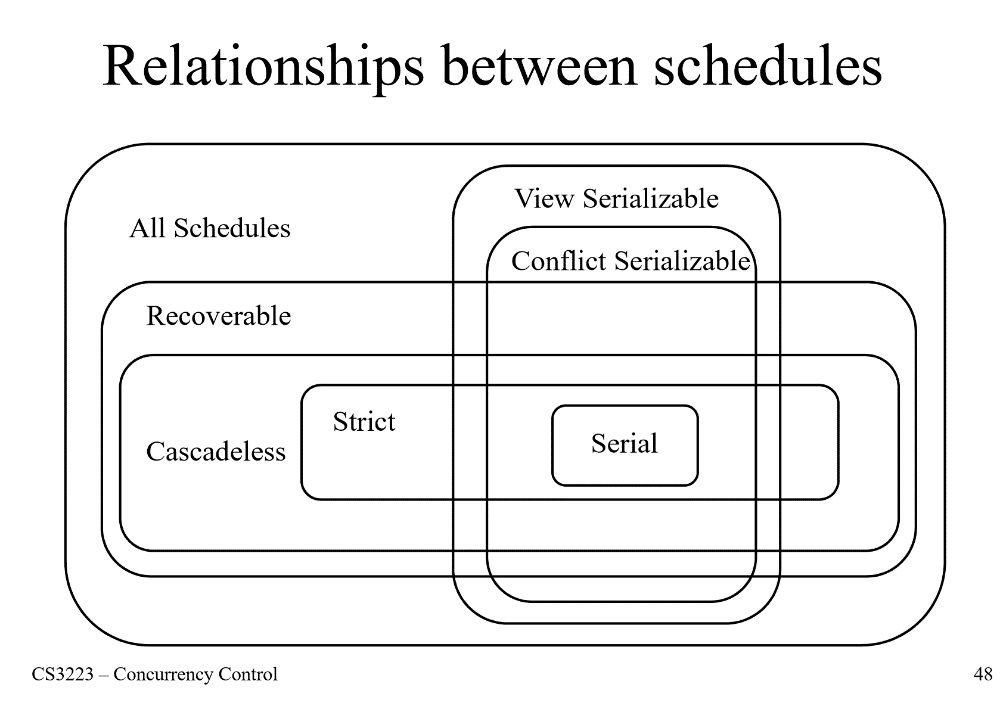 Relationships between schedules
View Serializable
All Schedules
Conflict Serializable
Recoverable
Strict
Serial
Cascadeless
CS3223 – Concurrency Control
48